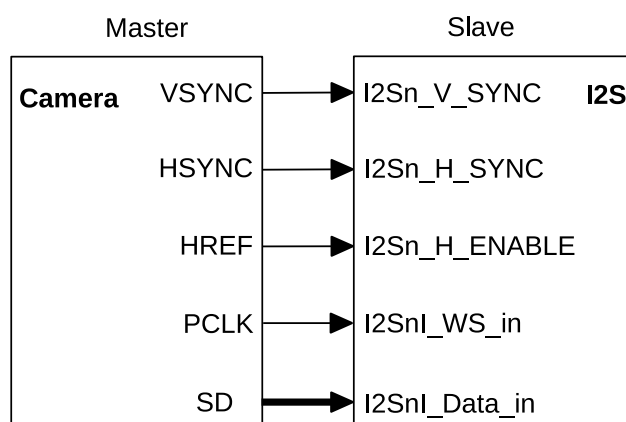 Master Slave
Camera VSYNC I2Sn_V_SYNC I2S
HSYNC I2Sn_H_SYNC
HREF I2Sn_H_ENABLE
PCLK I2SnI_WS_in
SD I2SnI_Data_in